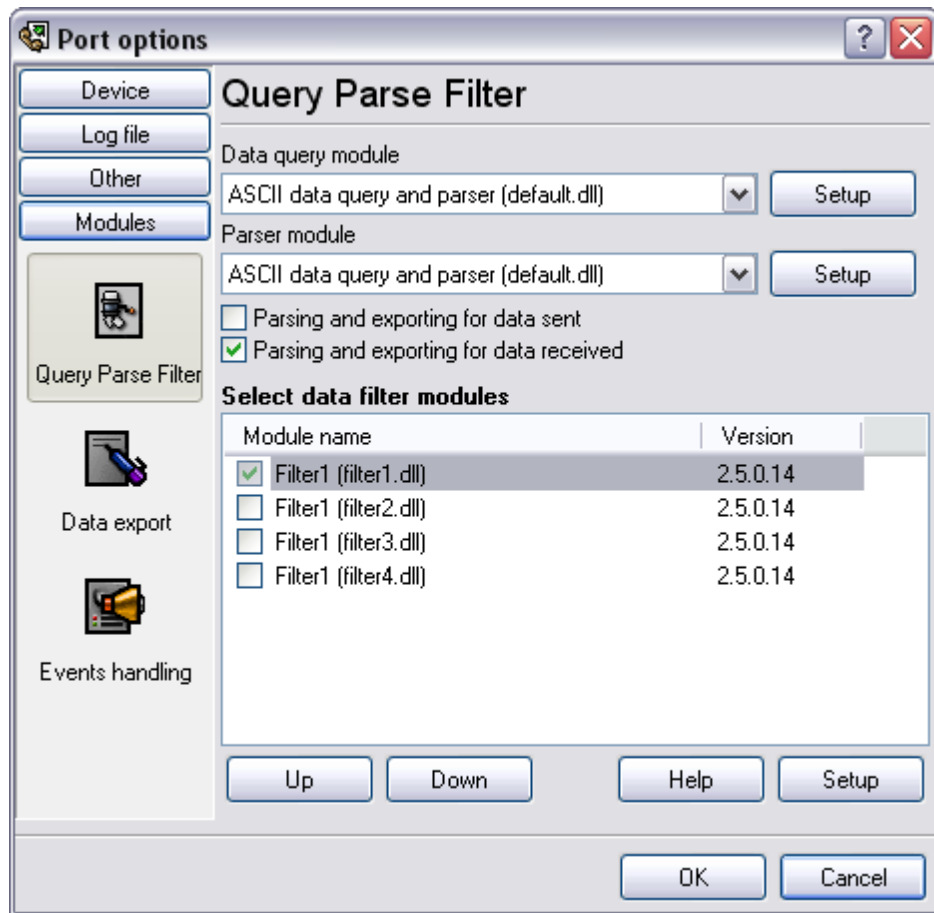 Port options
Device
Log file
Other
Modules
Query Parse Filter
Data export
Events handling
Query Parse Filter
Data query module
ASCII data query and parser (default.dll)
Setup
Parser module
ASCII data query and parser (default.dll)
Setup
Parsing and exporting for data sent
Parsing and exporting for data received
Select data filter modules
Module name Version
Filter1 (filter1.dll) 2.5.0.14
Filter1 (filter2.dll) 2.5.0.14
Filter1 (filter3.dll) 2.5.0.14
Filter1 (filter4.dll) 2.5.0.14
Up Down Help Setup
OK Cancel